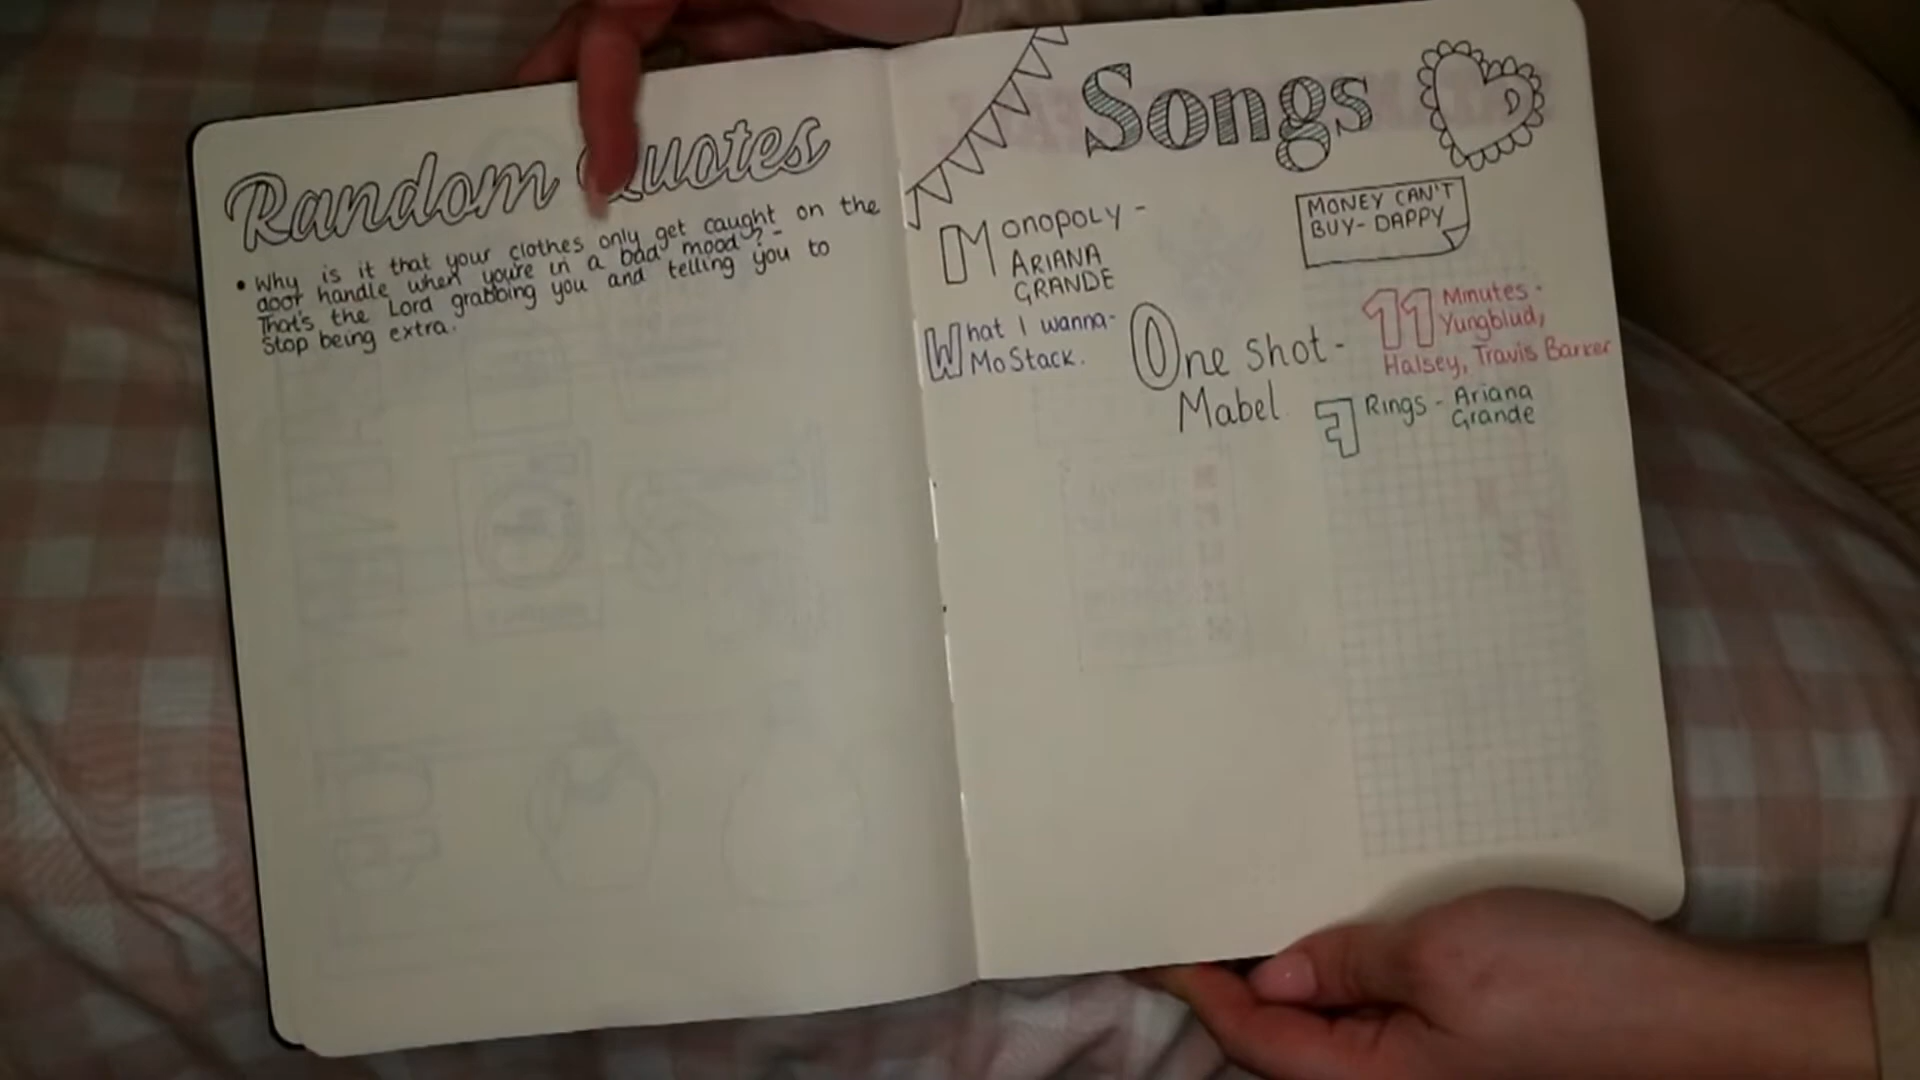 Random Quotes
• Why is it that your clothes only get caught on the
door handle when you're in a bad mood? -
That's the Lord grabbing you and telling you to
Stop being extra.
Songs
MONOPOLY -
ARIANA
GRANDE
MONEY CAN'T
BUY - DAPPY
What I wanna -
MoStack.
One Shot -
Mabel
11 Minutes -
Yungblud,
Halsey, Travis Barker
7 Rings - Ariana
Grande